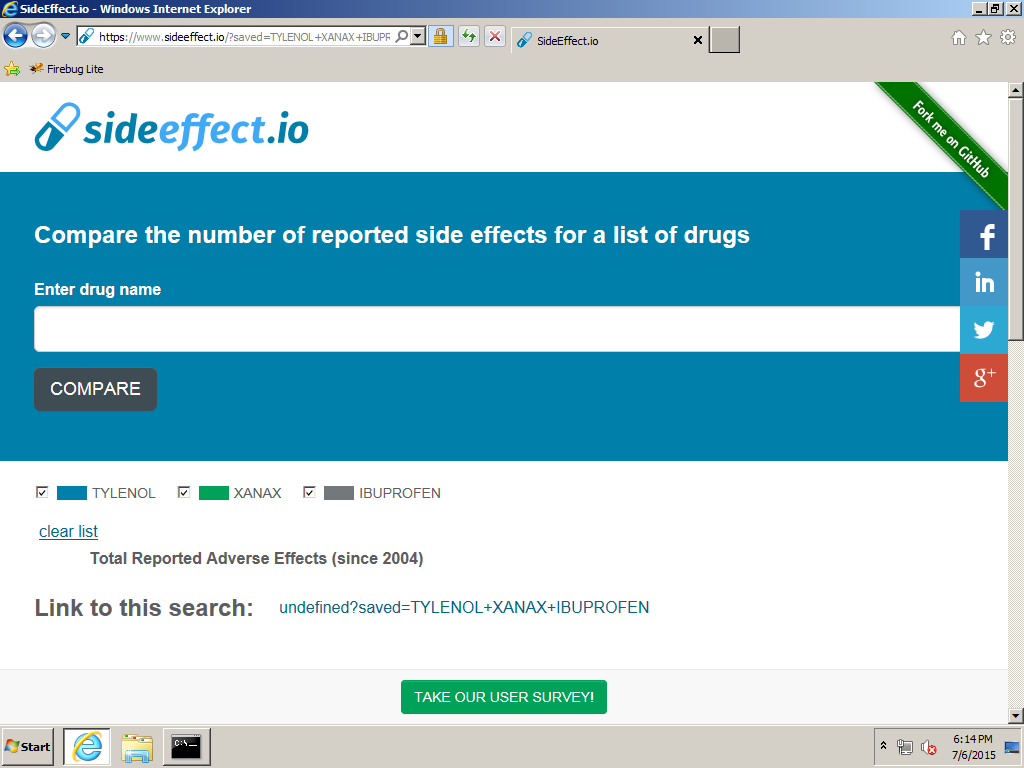 SideEffect.io - Windows Internet Explorer
https://www.sideeffect.io/?saved=TYLENOL+XANAX+IBUPR
SideEffect.io
Firebug Lite
sideeffect.io
Fork me on GitHub
Compare the number of reported side effects for a list of drugs
f
in
g+
Enter drug name
COMPARE
TYLENOL XANAX IBUPROFEN
clear list
Total Reported Adverse Effects (since 2004)
Link to this search: undefined?saved=TYLENOL+XANAX+IBUPROFEN
TAKE OUR USER SURVEY!
Start
C:\
6:14 PM
7/6/2015